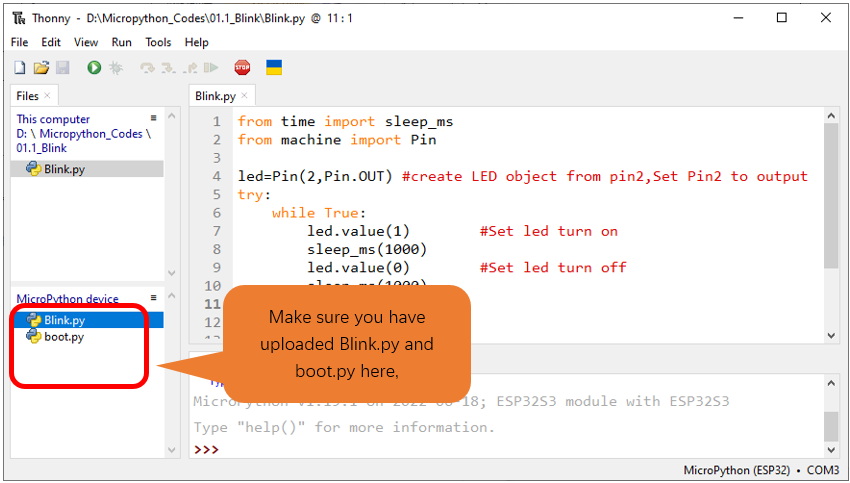 Thonny - D:\Micropython_Codes\01.1_Blink\Blink.py @ 11 : 1
File Edit View Run Tools Help
STOP
Files ×
This computer
D: \ Micropython_Codes \
01.1_Blink
Blink.py
MicroPython device
Blink.py
boot.py
Blink.py ×
1 from time import sleep_ms
2 from machine import Pin
3
4 led=Pin(2,Pin.OUT) #create LED object from pin2,Set Pin2 to output
5 try:
6 while True:
7 led.value(1) #Set led turn on
8 sleep_ms(1000)
9 led.value(0) #Set led turn off
10 sleep_ms(1000)
11
12
Make sure you have
uploaded Blink.py and
boot.py here,
MicroPython v1.19.1 on 2022-06-18; ESP32S3 module with ESP32S3
Type "help()" for more information.
>>>
MicroPython (ESP32) • COM3